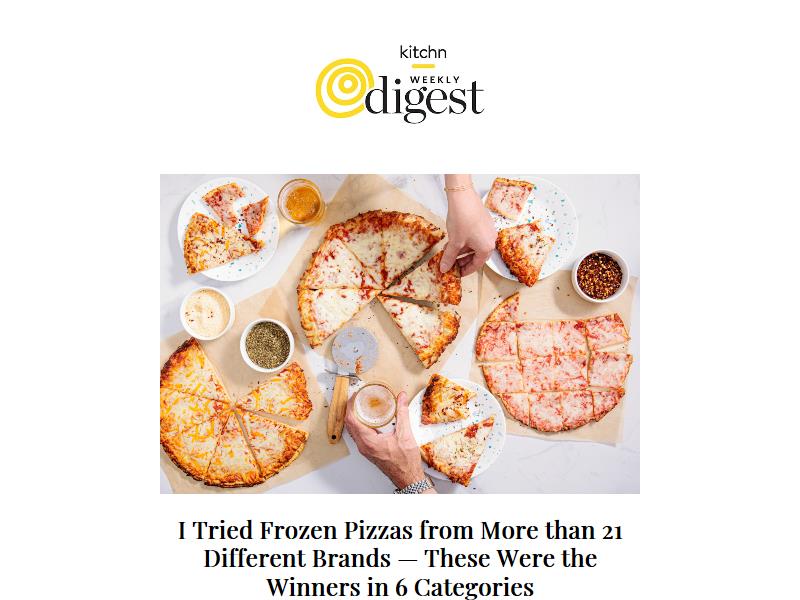 kitchn
WEEKLY
digest
I Tried Frozen Pizzas from More than 21
Different Brands — These Were the
Winners in 6 Categories